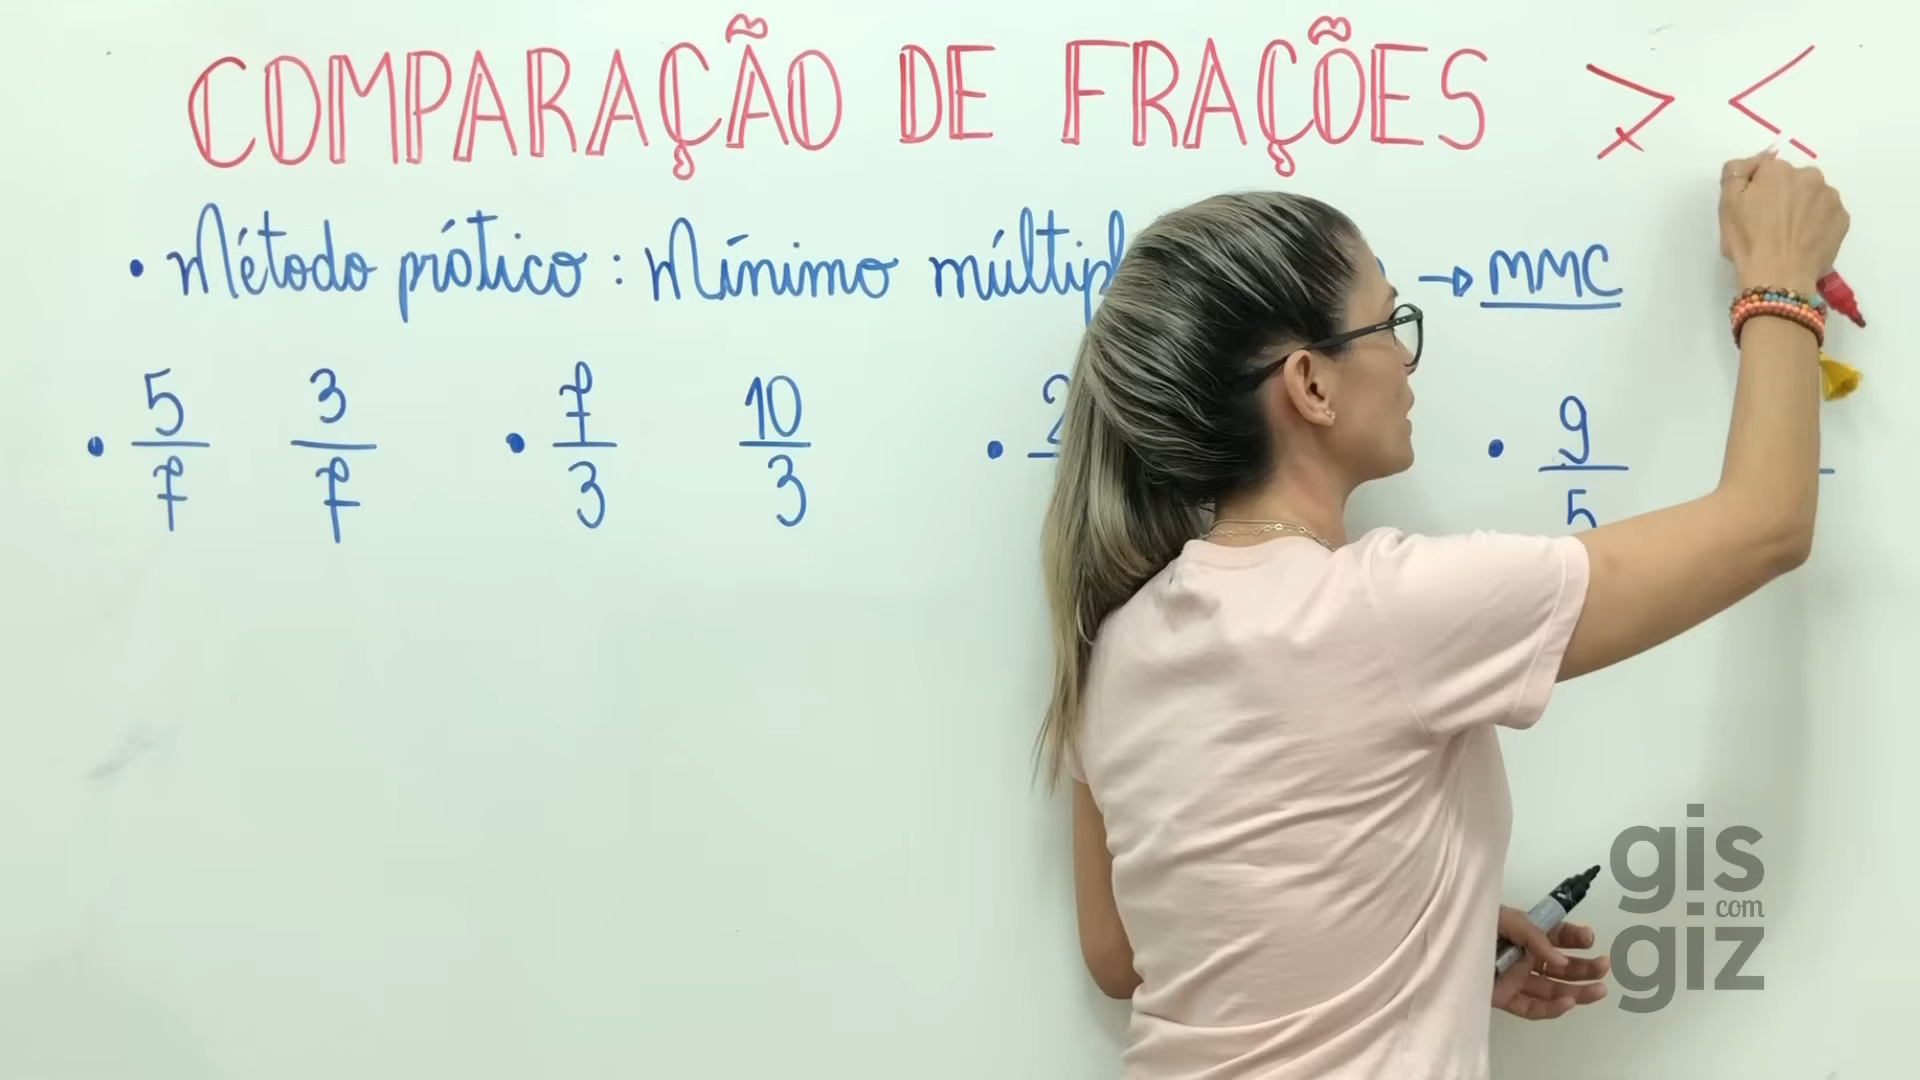 COMPARAÇÃO DE FRAÇÕES > <
• Método prático : Mínimo → MMC
• 5/7 3/7 • 7/3 10/3 • 9/5
gis
com
giz